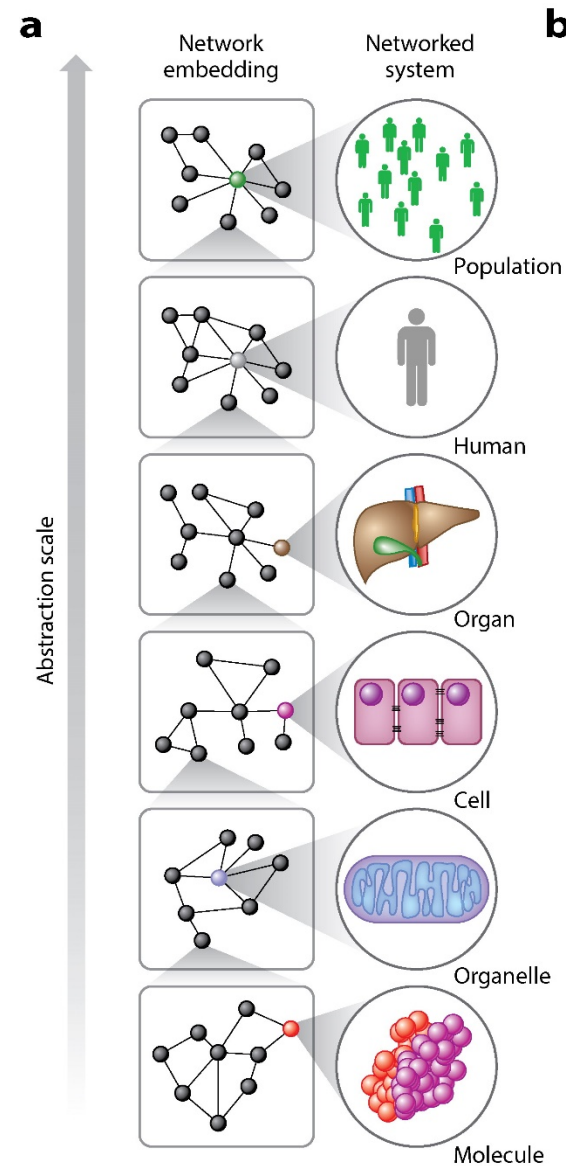 a
b
Network
embedding
Networked
system
Abstraction scale
Population
Human
Organ
Cell
Organelle
Molecule